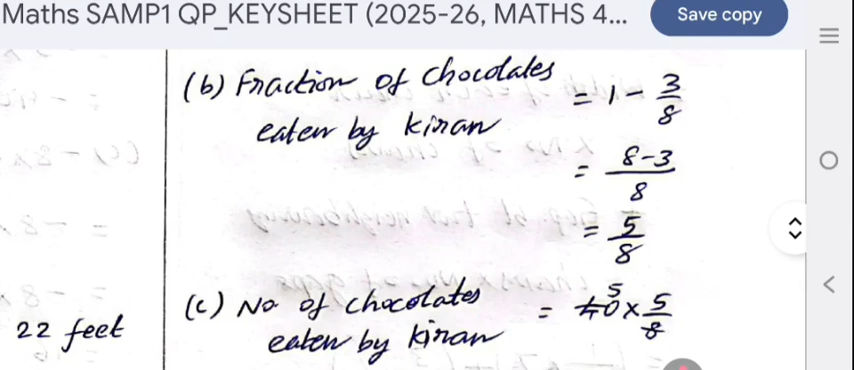 Maths SAMP1 QP_KEYSHEET (2025-26, MATHS 4...
Save copy
(b) Fraction of chocolates
eaten by kiran
= 1 - 3/8
= 8-3/8
= 5/8
22 feet
(c) No of chocolates
eaten by kiran
= 40 5 x 5/8